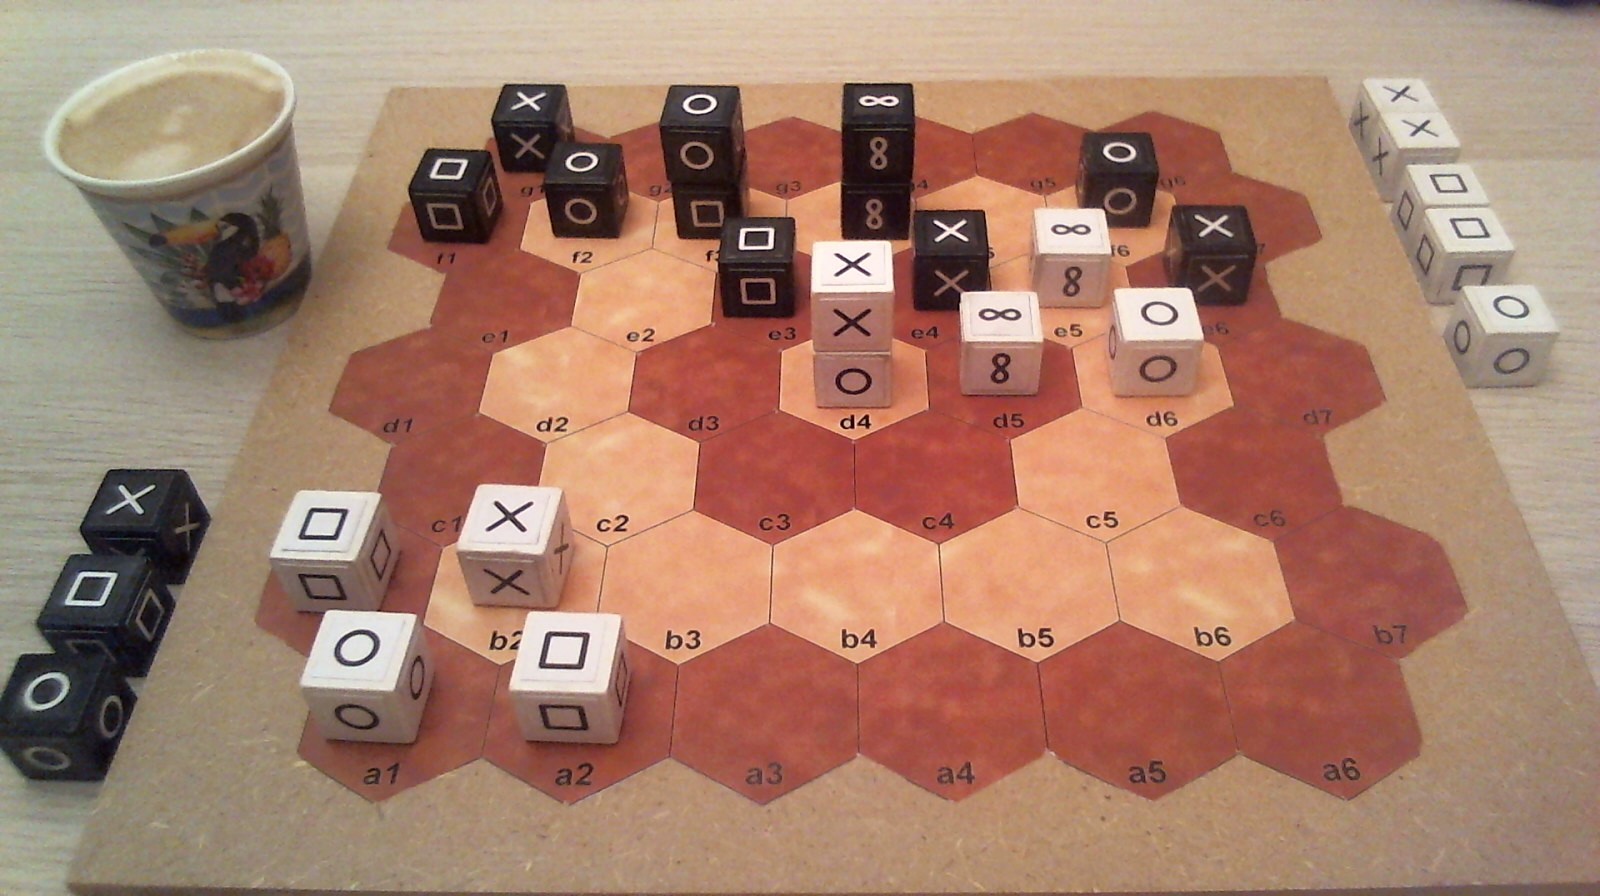 g1 g2 g3 g4 g5 g6
f1 f2 f6
e1 e2 e3 e4 e5 e6
d1 d2 d3 d4 d5 d6 d7
c1 c2 c3 c4 c5 c6
b2 b3 b4 b5 b6 b7
a1 a2 a3 a4 a5 a6